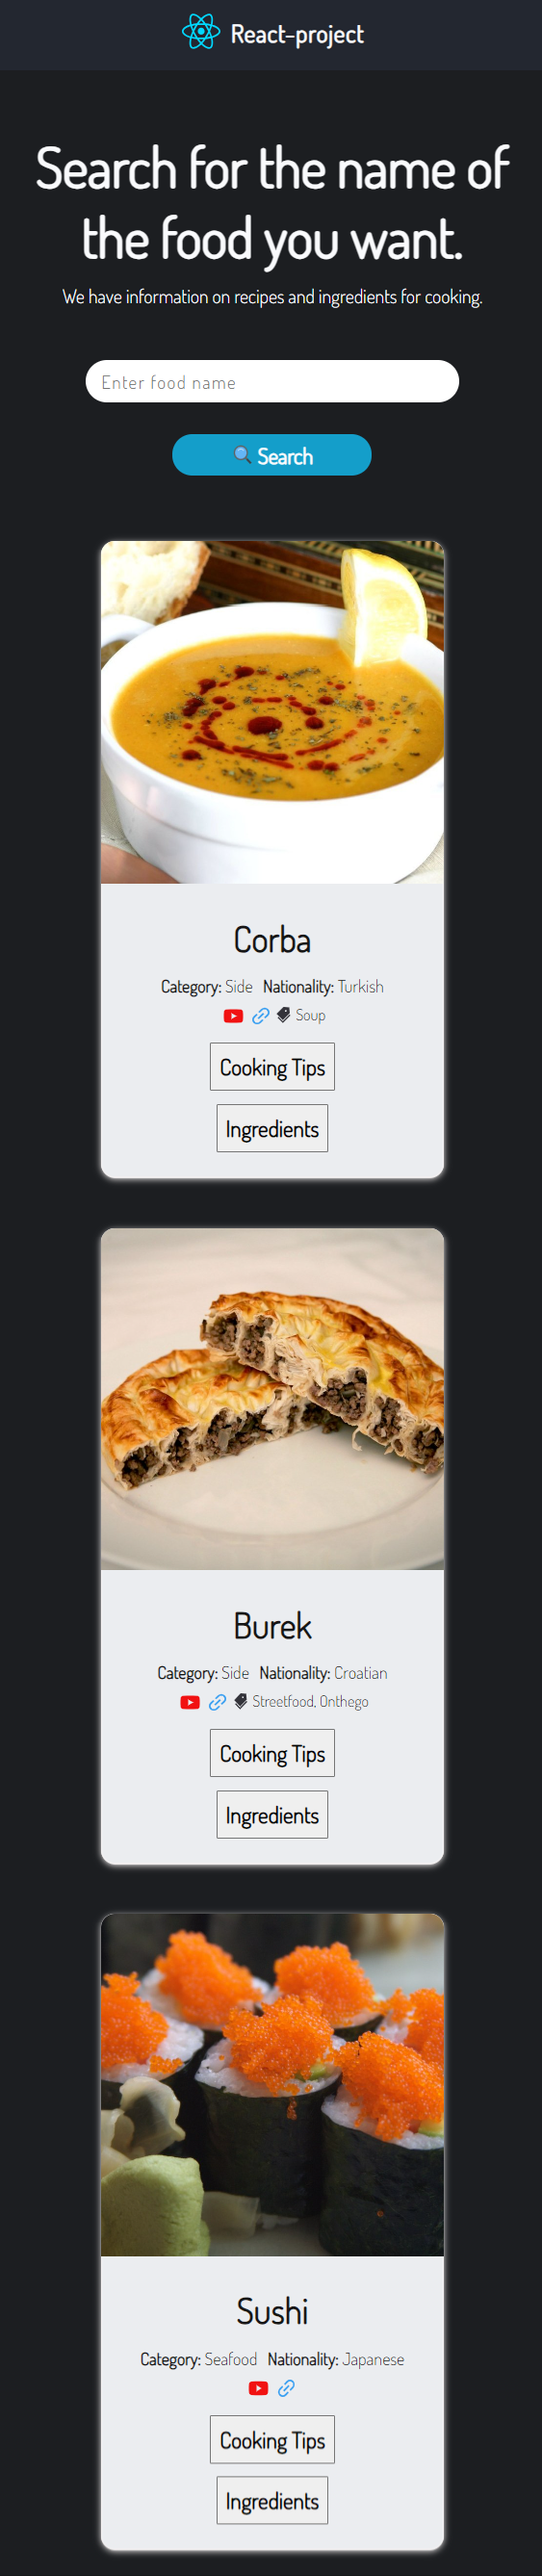 React-project
Search for the name of
the food you want.
We have information on recipes and ingredients for cooking.
Enter food name
Search
Corba
Category: Side Nationality: Turkish
Soup
Cooking Tips
Ingredients
Burek
Category: Side Nationality: Croatian
Streetfood, Onthego
Cooking Tips
Ingredients
Sushi
Category: Seafood Nationality: Japanese
Cooking Tips
Ingredients